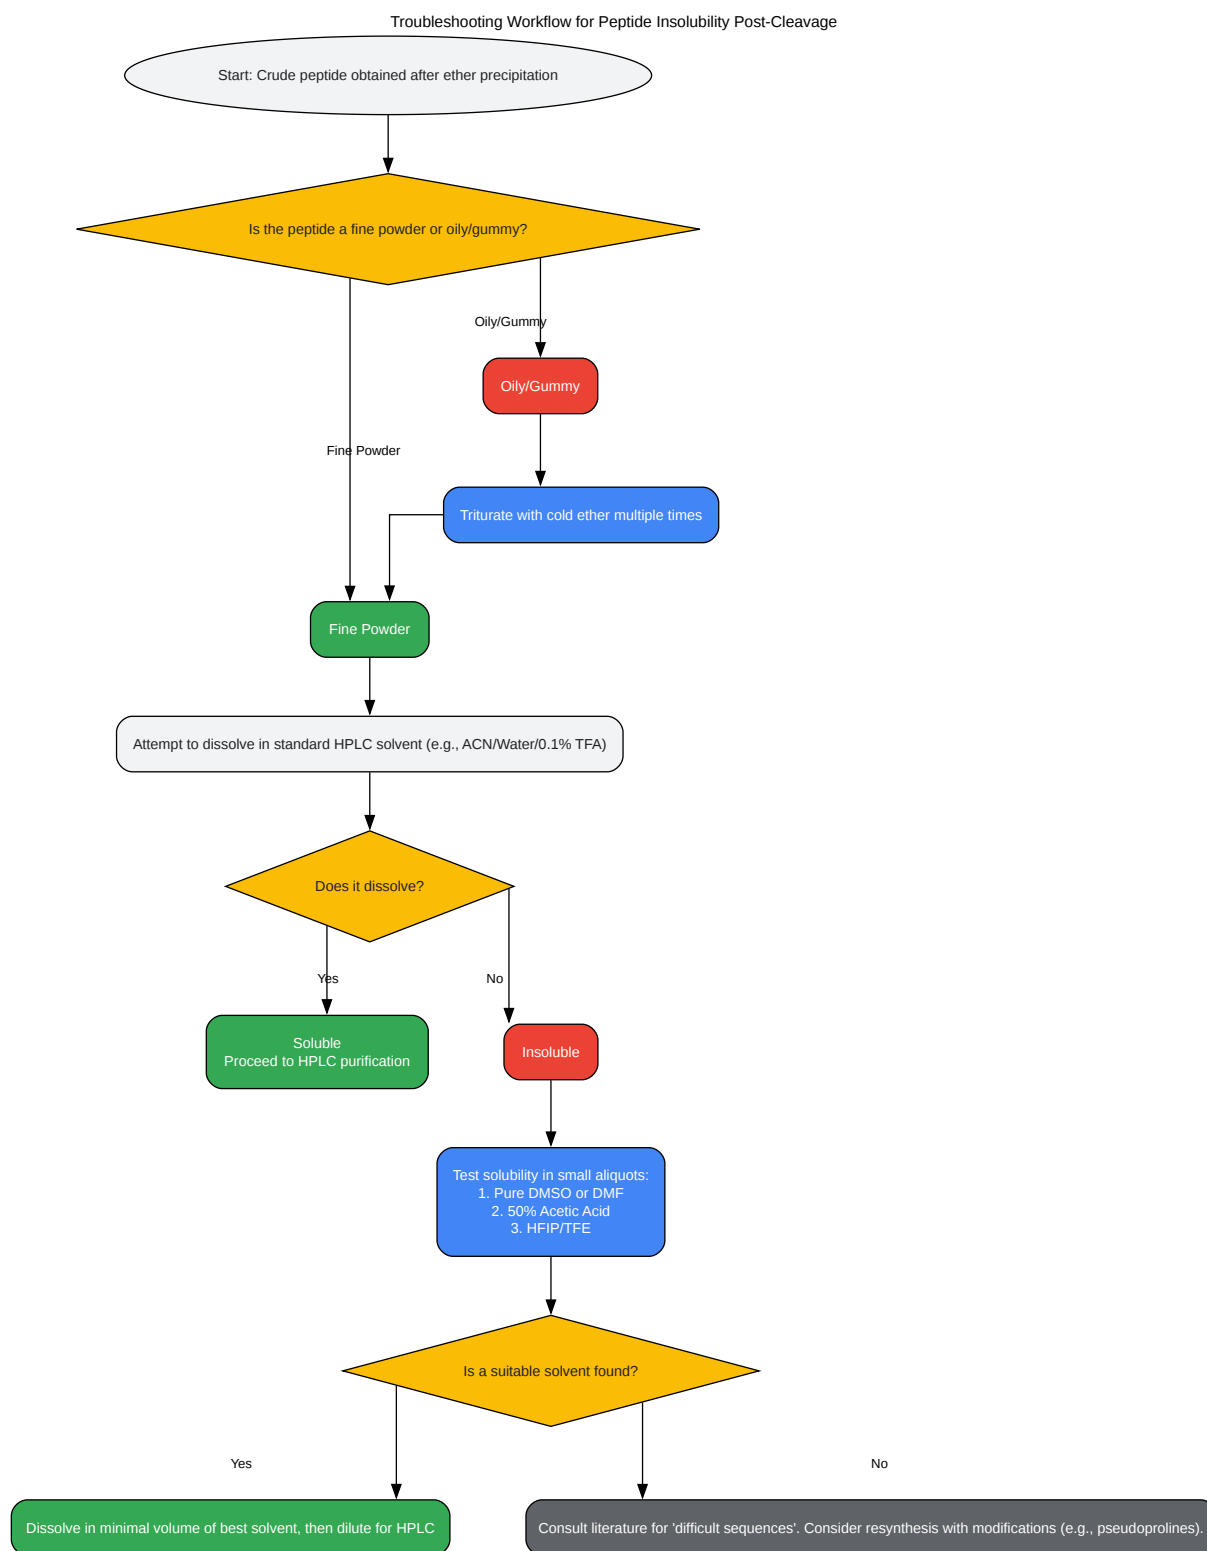 Troubleshooting Workflow for Peptide Insolubility Post-Cleavage
Start: Crude peptide obtained after ether precipitation
Is the peptide a fine powder or oily/gummy?
Oily/Gummy
Oily/Gummy
Fine Powder
Triturate with cold ether multiple times
Fine Powder
Attempt to dissolve in standard HPLC solvent (e.g., ACN/Water/0.1% TFA)
Does it dissolve?
Yes
No
Soluble
Proceed to HPLC purification
Insoluble
Test solubility in small aliquots:
1. Pure DMSO or DMF
2. 50% Acetic Acid
3. HFIP/TFE
Is a suitable solvent found?
Yes
No
Dissolve in minimal volume of best solvent, then dilute for HPLC
Consult literature for 'difficult sequences'. Consider resynthesis with modifications (e.g., pseudoprolines).